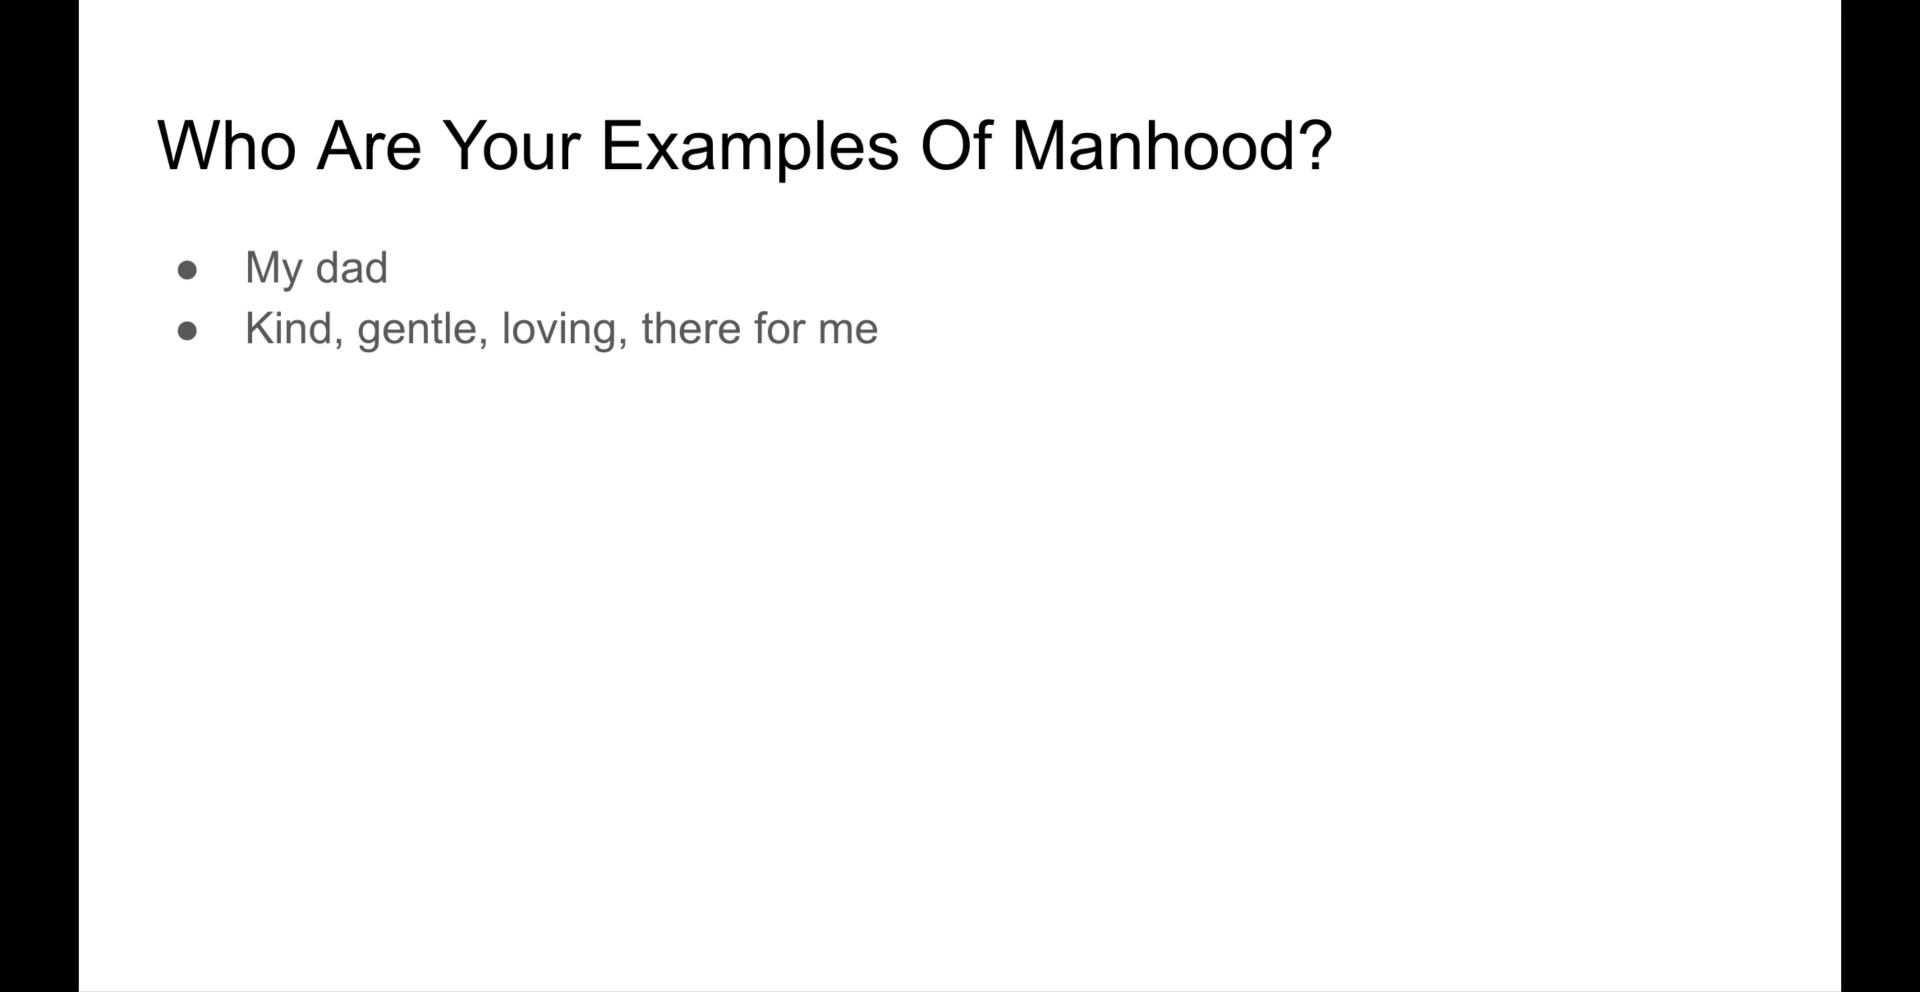 Who Are Your Examples Of Manhood?
● My dad
● Kind, gentle, loving, there for me